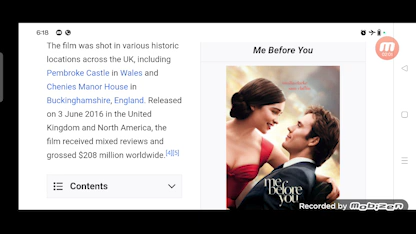 6:18
The film was shot in various historic
locations across the UK, including
Pembroke Castle in Wales and
Chenies Manor House in
Buckinghamshire, England. Released
on 3 June 2016 in the United
Kingdom and North America, the
film received mixed reviews and
grossed $208 million worldwide.[4][5]
Contents
Me Before You
me
before
you
Recorded by MOBIZEN